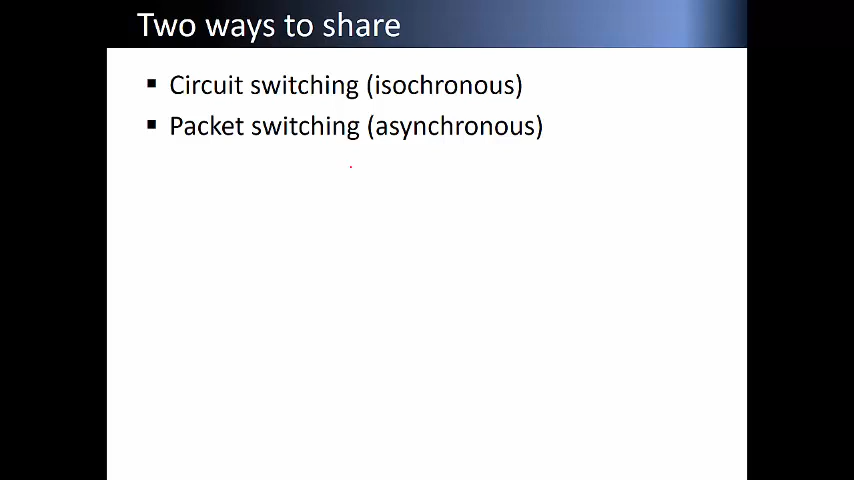 Two ways to share
▪ Circuit switching (isochronous)
▪ Packet switching (asynchronous)